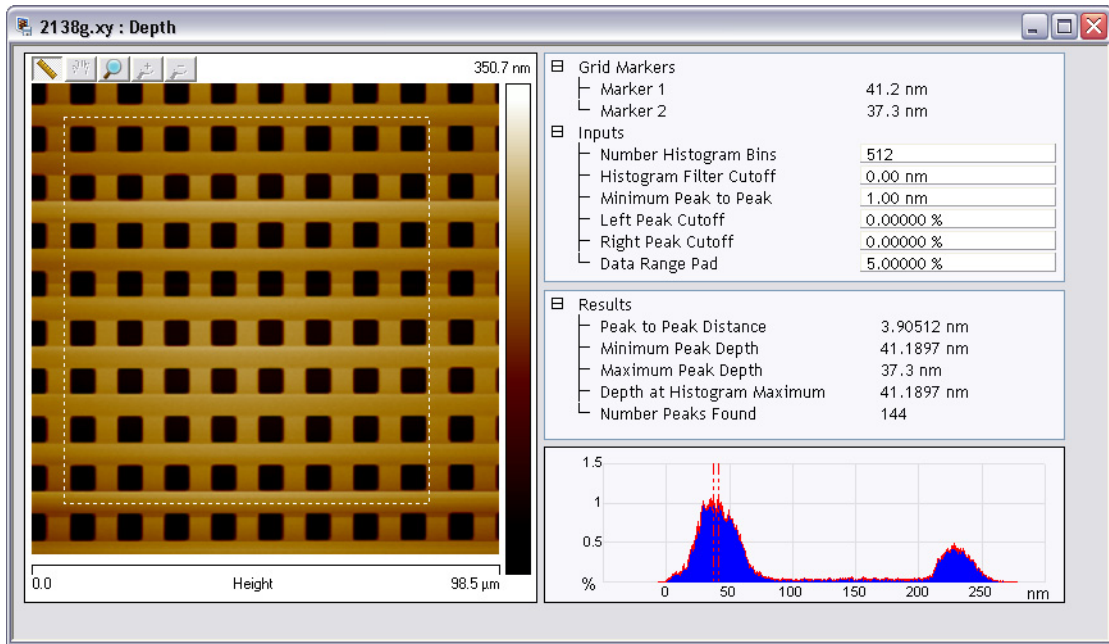 2138g.xy : Depth
350.7 nm
0.0 Height 98.5 µm
Grid Markers
Marker 1 41.2 nm
Marker 2 37.3 nm
Inputs
Number Histogram Bins 512
Histogram Filter Cutoff 0.00 nm
Minimum Peak to Peak 1.00 nm
Left Peak Cutoff 0.00000 %
Right Peak Cutoff 0.00000 %
Data Range Pad 5.00000 %
Results
Peak to Peak Distance 3.90512 nm
Minimum Peak Depth 41.1897 nm
Maximum Peak Depth 37.3 nm
Depth at Histogram Maximum 41.1897 nm
Number Peaks Found 144
1.5
1
0.5
%
0 50 100 150 200 250 nm